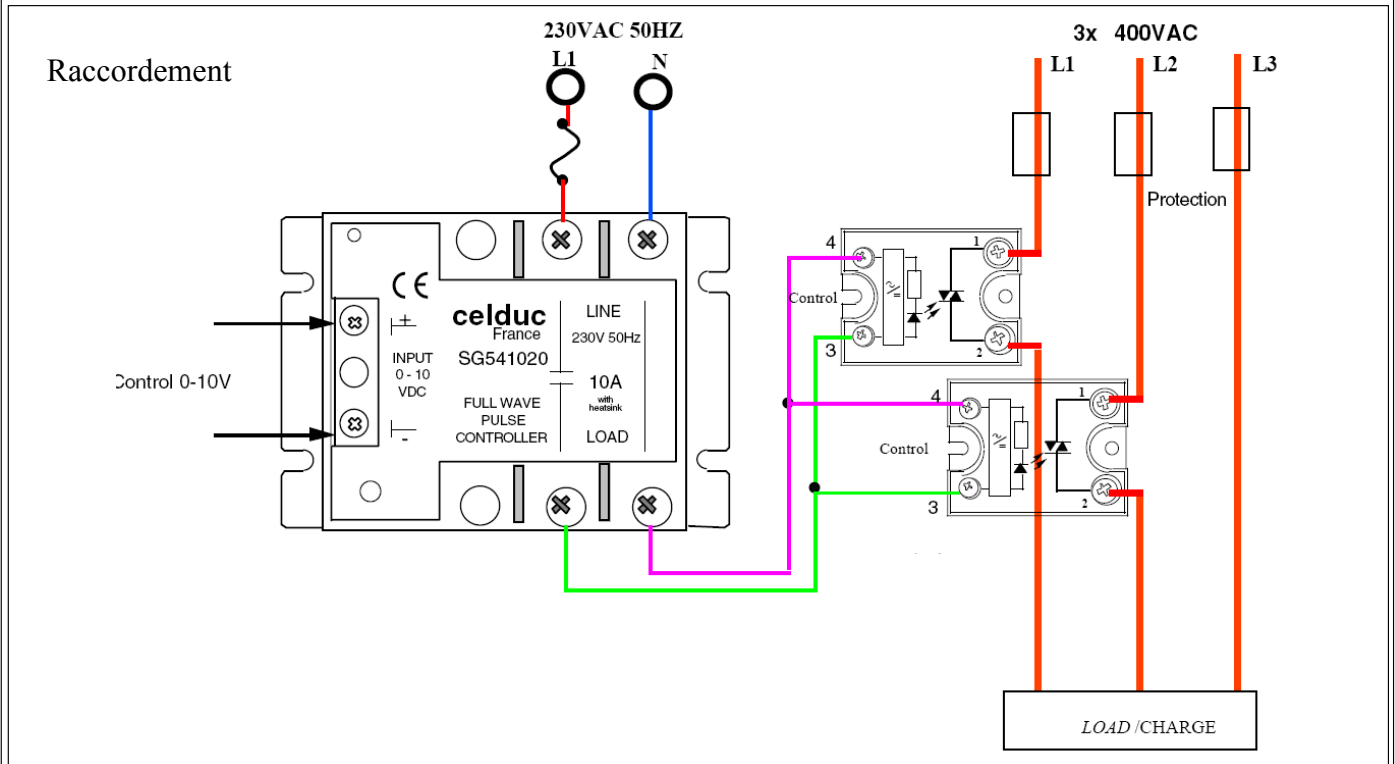 Raccordement
230VAC 50HZ
L1
N
3x 400VAC
L1
L2
L3
Protection
Control 0-10V
+
INPUT
0 - 10
VDC
-
CE
celduc
France
SG541020
FULL WAVE
PULSE
CONTROLLER
LINE
230V 50Hz
10A
with
heatsink
LOAD
4
Control
3
~/=
1
2
4
Control
3
~/=
1
2
LOAD /CHARGE